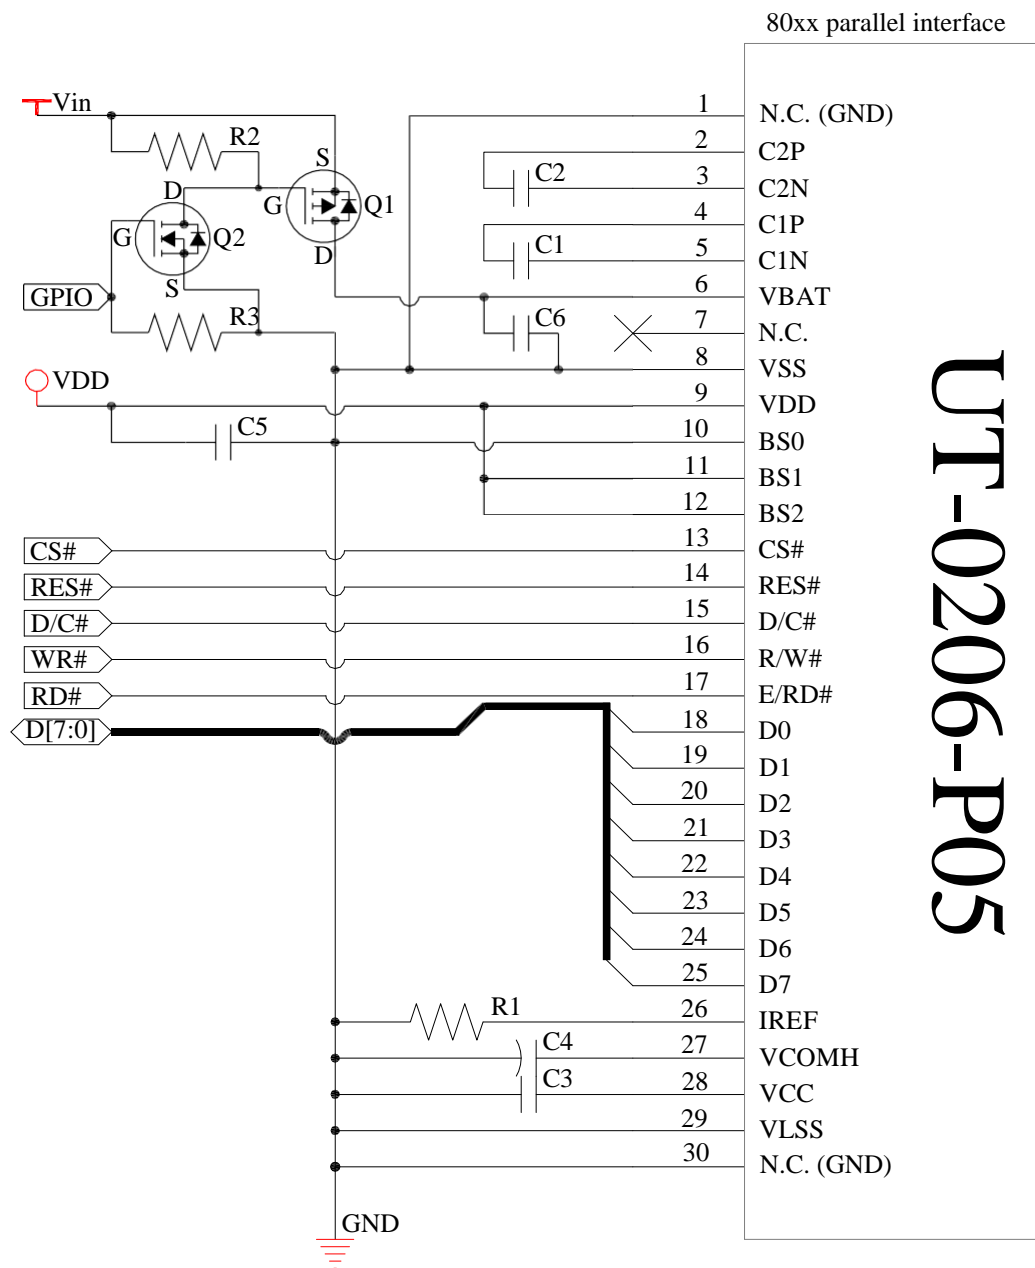 80xx parallel interface
Vin
R2
S
D
G
Q1
G
Q2
D
S
GPIO
R3
VDD
C5
C2
C1
C6
1 N.C. (GND)
2 C2P
3 C2N
4 C1P
5 C1N
6 VBAT
7 N.C.
8 VSS
9 VDD
10 BS0
11 BS1
12 BS2
CS# 13 CS#
RES# 14 RES#
D/C# 15 D/C#
WR# 16 R/W#
RD# 17 E/RD#
D[7:0] 18 D0
19 D1
20 D2
21 D3
22 D4
23 D5
24 D6
25 D7
R1 26 IREF
C4 27 VCOMH
C3 28 VCC
29 VLSS
30 N.C. (GND)
GND
UT-0206-P05